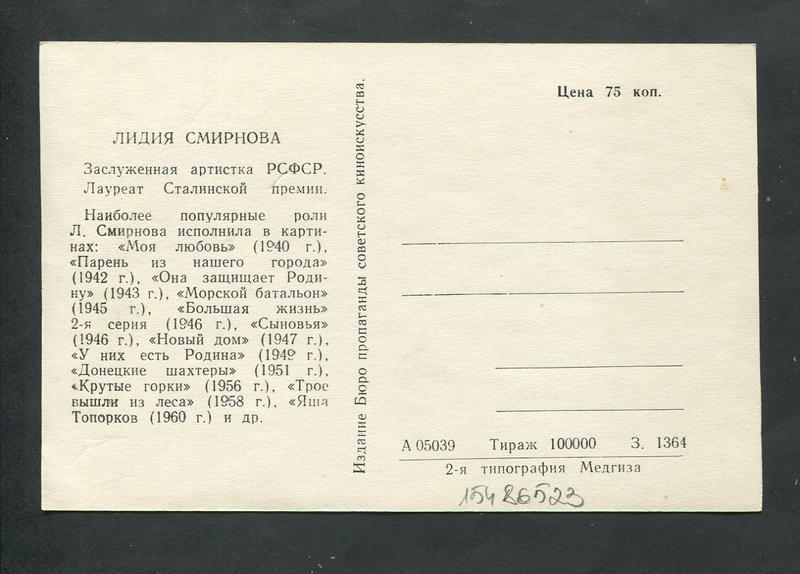 ЛИДИЯ СМИРНОВА
Заслуженная артистка РСФСР.
Лауреат Сталинской премии.
Наиболее популярные роли
Л. Смирнова исполнила в карти-
нах: «Моя любовь» (1940 г.),
«Парень из нашего города»
(1942 г.), «Она защищает Роди-
ну» (1943 г.), «Морской батальон»
(1945 г.), «Большая жизнь»
2-я серия (1946 г.), «Сыновья»
(1946 г.), «Новый дом» (1947 г.),
«У них есть Родина» (1949 г.),
«Донецкие шахтеры» (1951 г.),
«Крутые горки» (1956 г.), «Трое
вышли из леса» (1958 г.), «Яша
Топорков (1960 г.) и др.
Издание Бюро пропаганды советского киноискусства.
Цена 75 коп.
А 05039 Тираж 100000 З. 1364
2-я типография Медгиза
15486523